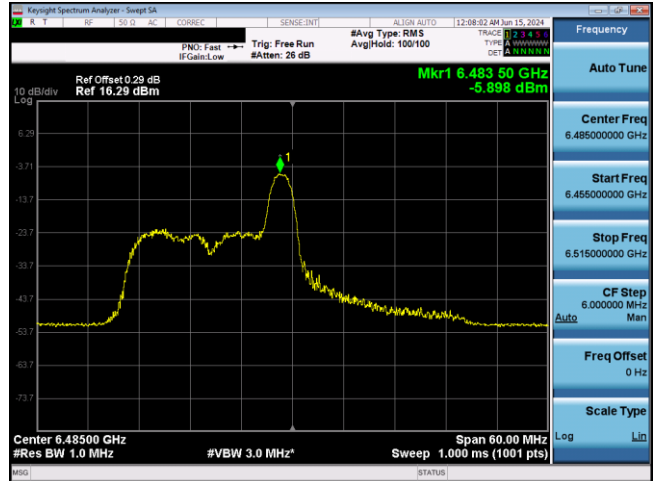 Keysight Spectrum Analyzer - Swept SA
R T RF 50 Ω AC CORREC SENSE:INT ALIGN AUTO 12:08:02 AM Jun 15, 2024
#Avg Type: RMS TRACE 1 2 3 4 5 6
PNO: Fast Trig: Free Run Avg|Hold: 100/100 TYPE A WWWWW
IFGain:Low #Atten: 26 dB DET A N N N N N
Mkr1 6.483 50 GHz
-5.898 dBm
Ref Offset 0.29 dB
10 dB/div Ref 16.29 dBm
Log
6.29
-3.71
-13.7
-23.7
-33.7
-43.7
-53.7
-63.7
-73.7
1
Center 6.48500 GHz Span 60.00 MHz
#Res BW 1.0 MHz #VBW 3.0 MHz* Sweep 1.000 ms (1001 pts)
MSG STATUS
Frequency
Auto Tune
Center Freq
6.485000000 GHz
Start Freq
6.455000000 GHz
Stop Freq
6.515000000 GHz
CF Step
6.000000 MHz
Auto Man
Freq Offset
0 Hz
Scale Type
Log Lin